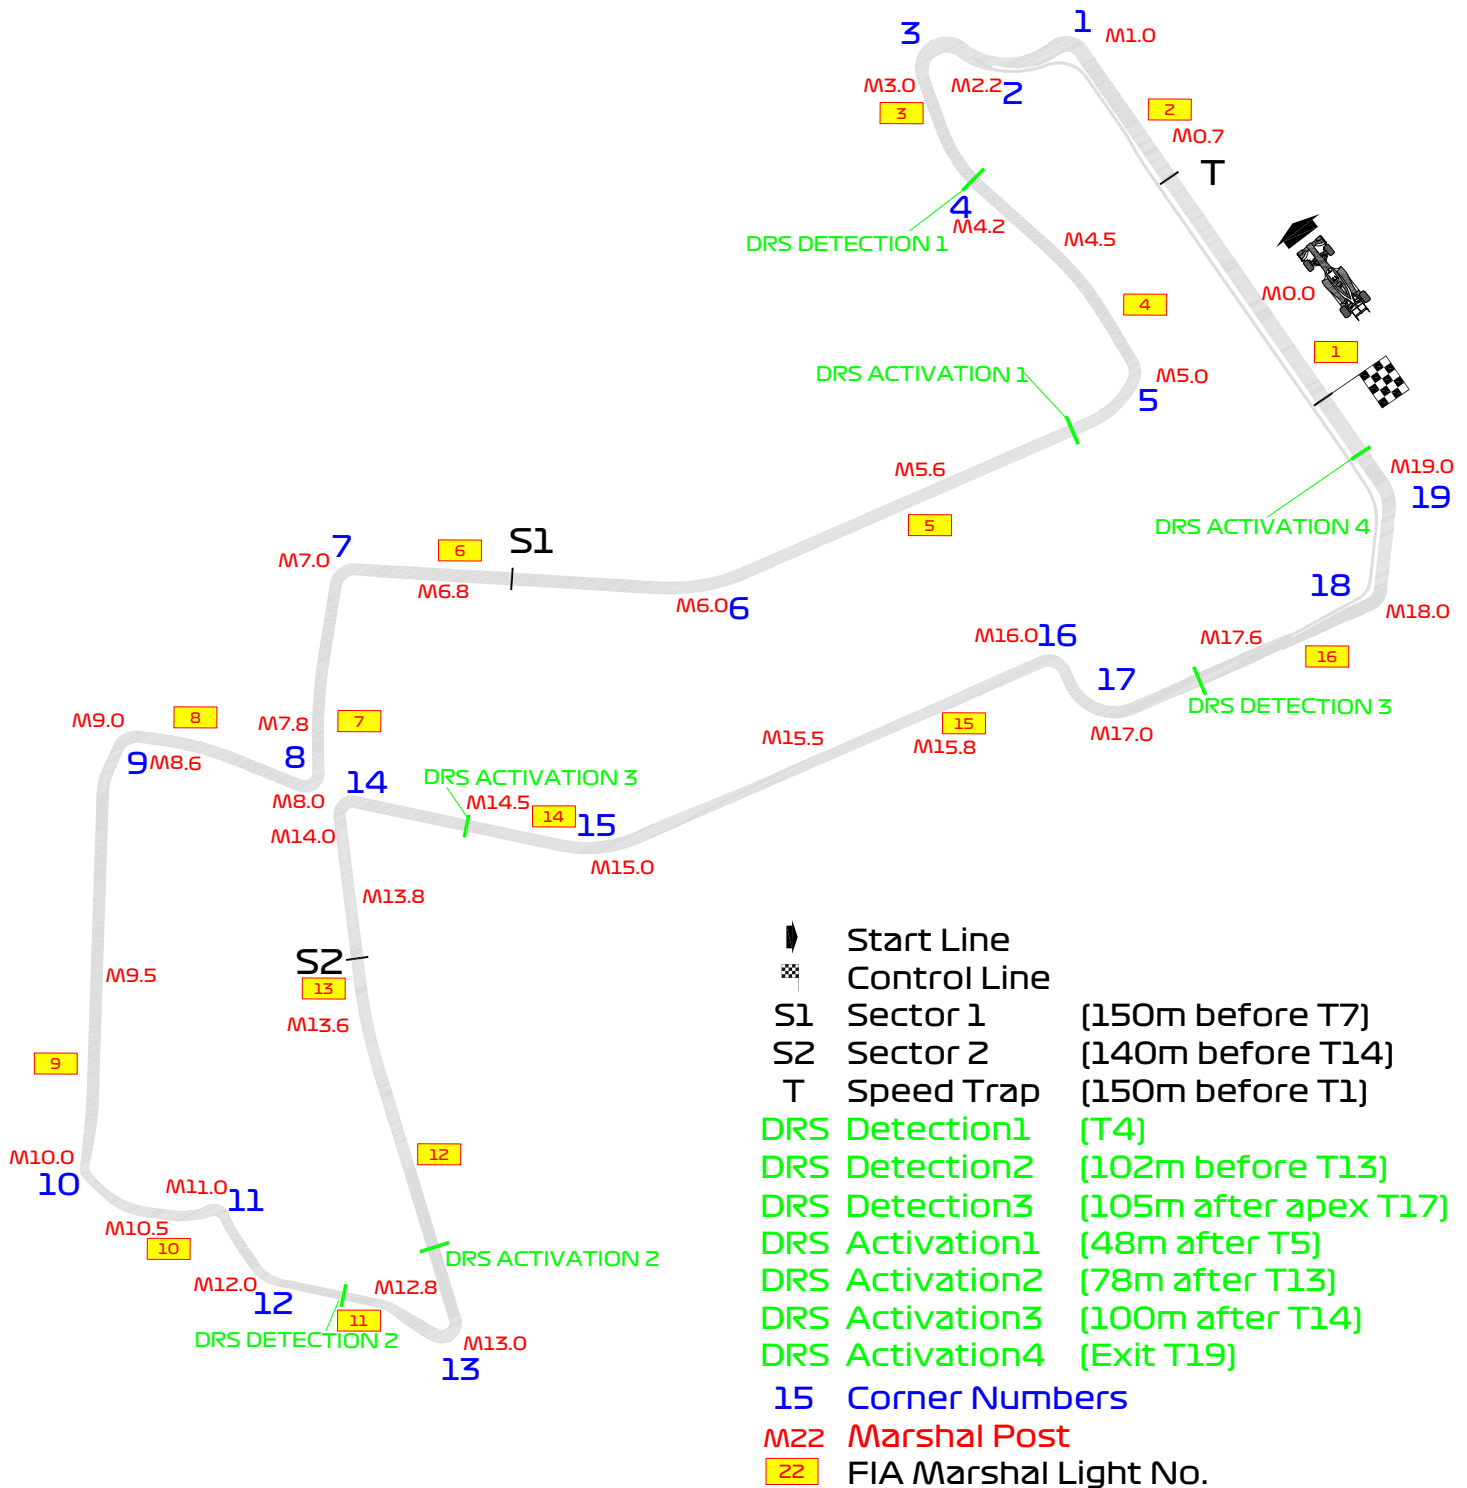 3
1
M1.0
M3.0
M2.2
2
3
2
M0.7
T
4
M4.2
DRS DETECTION 1
M4.5
M0.0
4
1
DRS ACTIVATION 1
M5.0
5
M5.6
M19.0
19
5
DRS ACTIVATION 4
7
6
S1
M7.0
M6.8
M6.0
6
18
M18.0
M16.0
16
M17.6
16
17
DRS DETECTION 3
M9.0
8
M7.8
7
15
M17.0
M15.5
M15.8
9
M8.6
8
14
DRS ACTIVATION 3
M8.0
M14.5
14
15
M14.0
M15.0
M13.8
S2
M9.5
13
M13.6
9
12
M10.0
10
M11.0
11
M10.5
10
DRS ACTIVATION 2
M12.0
12
M12.8
11
DRS DETECTION 2
M13.0
13
Start Line
Control Line
S1 Sector 1 (150m before T7)
S2 Sector 2 (140m before T14)
T Speed Trap (150m before T1)
DRS Detection1 (T4)
DRS Detection2 (102m before T13)
DRS Detection3 (105m after apex T17)
DRS Activation1 (48m after T5)
DRS Activation2 (78m after T13)
DRS Activation3 (100m after T14)
DRS Activation4 (Exit T19)
15 Corner Numbers
M22 Marshal Post
22 FIA Marshal Light No.